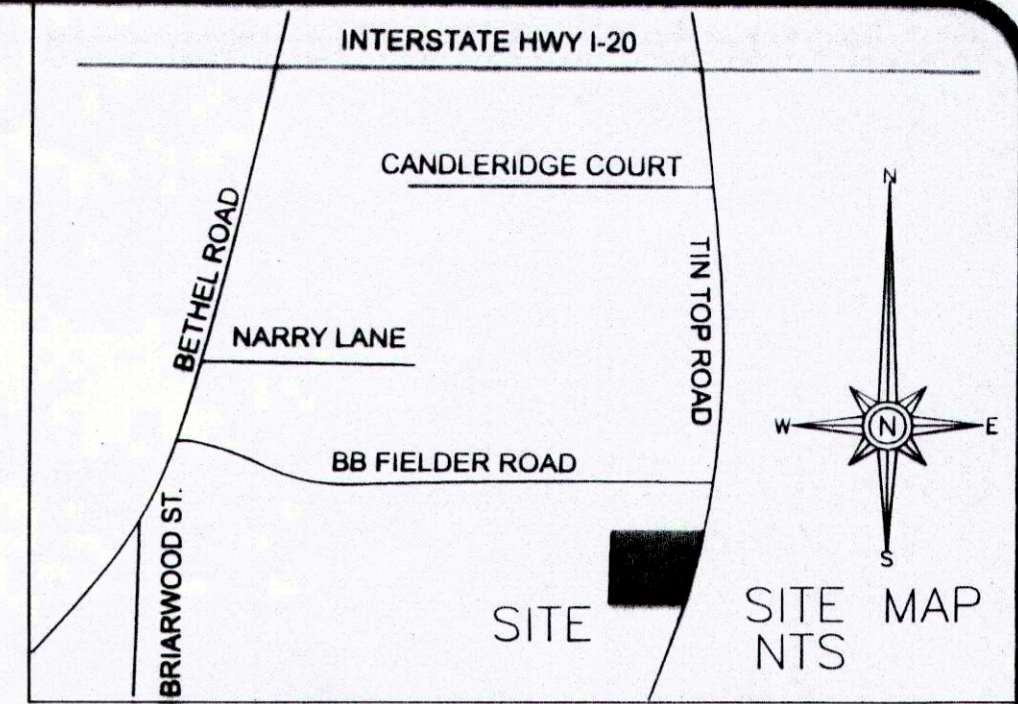 INTERSTATE HWY I-20
CANDLERIDGE COURT
BETHEL ROAD
TIN TOP ROAD
NARRY LANE
BB FIELDER ROAD
BRIARWOOD ST.
SITE
N
W
N
E
S
SITE MAP
NTS